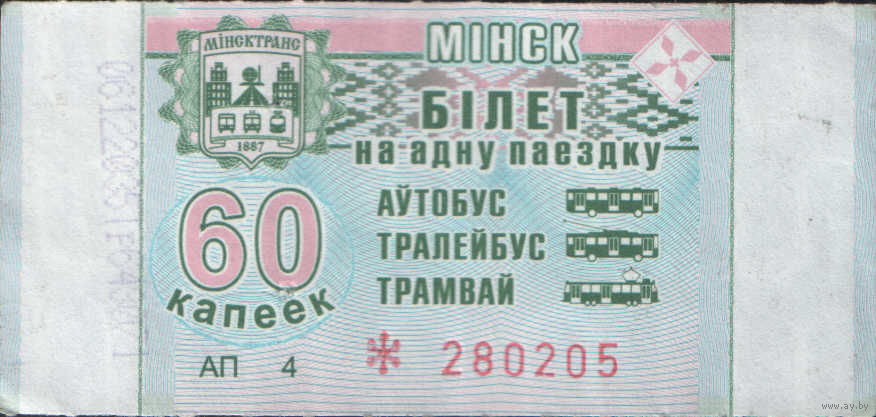 МІНСКТРАНС
1887
МІНСК
БІЛЕТ
на адну паездку
60
капеек
АЎТОБУС
ТРАЛЕЙБУС
ТРАМВАЙ
АП 4
* 280205
www.ay.by